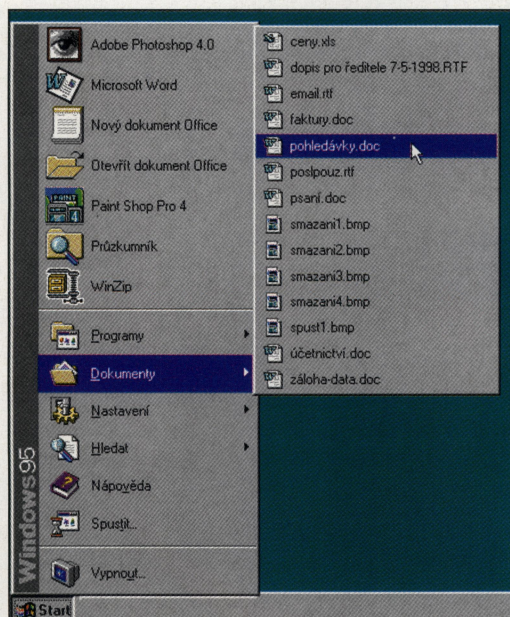 Adobe Photoshop 4.0
Microsoft Word
Nový dokument Office
Otevřít dokument Office
Paint Shop Pro 4
Průzkumník
WinZip
Programy
Dokumenty
Nastavení
Hledat
Nápověda
Spustit...
Vypnout...
Windows95
Start
ceny.xls
dopis pro ředitele 7-5-1998.RTF
email.rtf
faktury.doc
pohledávky.doc
poslpouz.rtf
psaní.doc
smazani1.bmp
smazani2.bmp
smazani3.bmp
smazani4.bmp
spust1.bmp
účetnictví.doc
záloha-data.doc